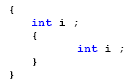 {
int i ;
{
int i ;
}
}